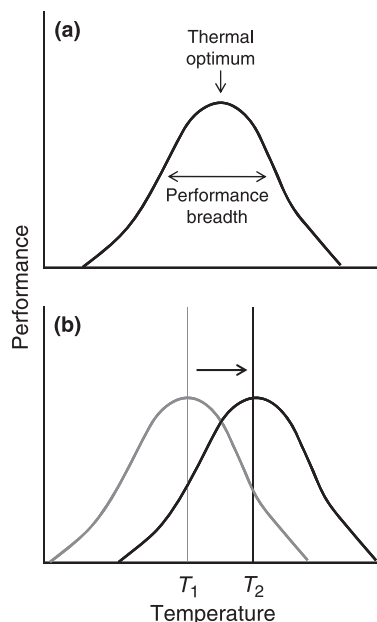 (a)
Thermal
optimum
Performance
breadth
Performance
(b)
T1 T2
Temperature